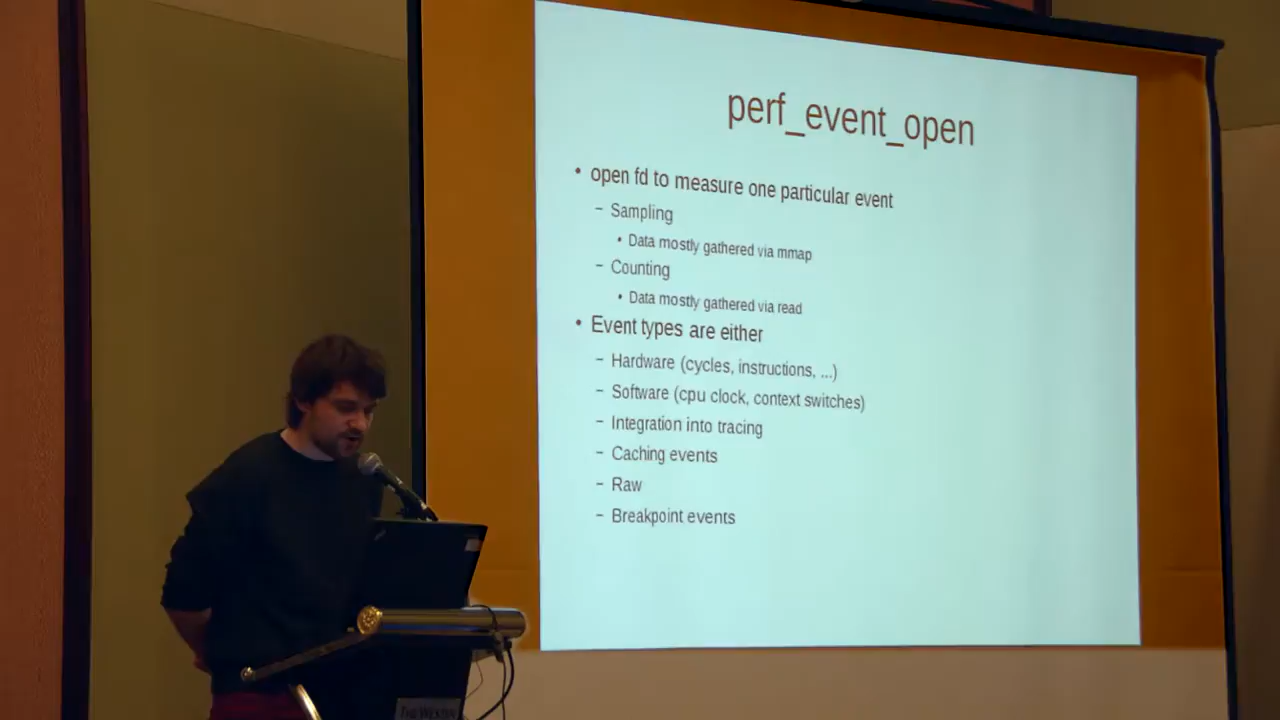 perf_event_open
• open fd to measure one particular event
– Sampling
• Data mostly gathered via mmap
– Counting
• Data mostly gathered via read
• Event types are either
– Hardware (cycles, instructions, ...)
– Software (cpu clock, context switches)
– Integration into tracing
– Caching events
– Raw
– Breakpoint events
THE WESTIN